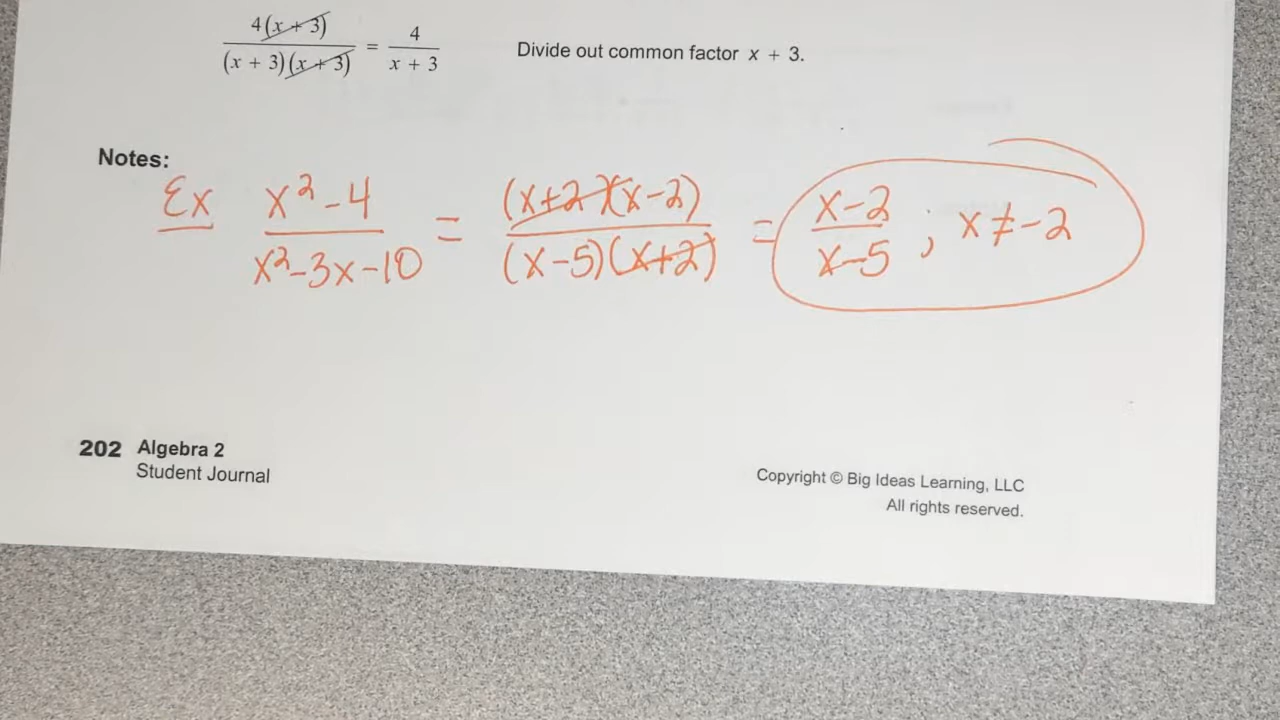 4(x + 3) / (x + 3)(x + 3) = 4 / x + 3 Divide out common factor x + 3.
Notes:
Ex x² - 4 / x² - 3x - 10 = (x+2)(x-2) / (x-5)(x+2) = x-2 / x-5 ; x ≠ -2
202 Algebra 2
Student Journal
Copyright © Big Ideas Learning, LLC
All rights reserved.